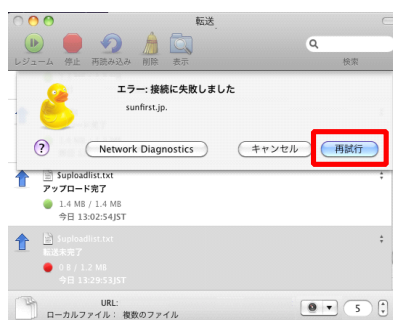 転送
レジューム 停止 再読み込み 削除 表示 検索
エラー: 接続に失敗しました
sunfirst.jp.
? Network Diagnostics キャンセル 再試行
$uploadlist.txt
アップロード完了
1.4 MB / 1.4 MB
今日 13:02:54JST
$uploadlist.txt
転送未完了
0 B / 1.2 MB
今日 13:29:53JST
URL:
ローカルファイル: 複数のファイル
5